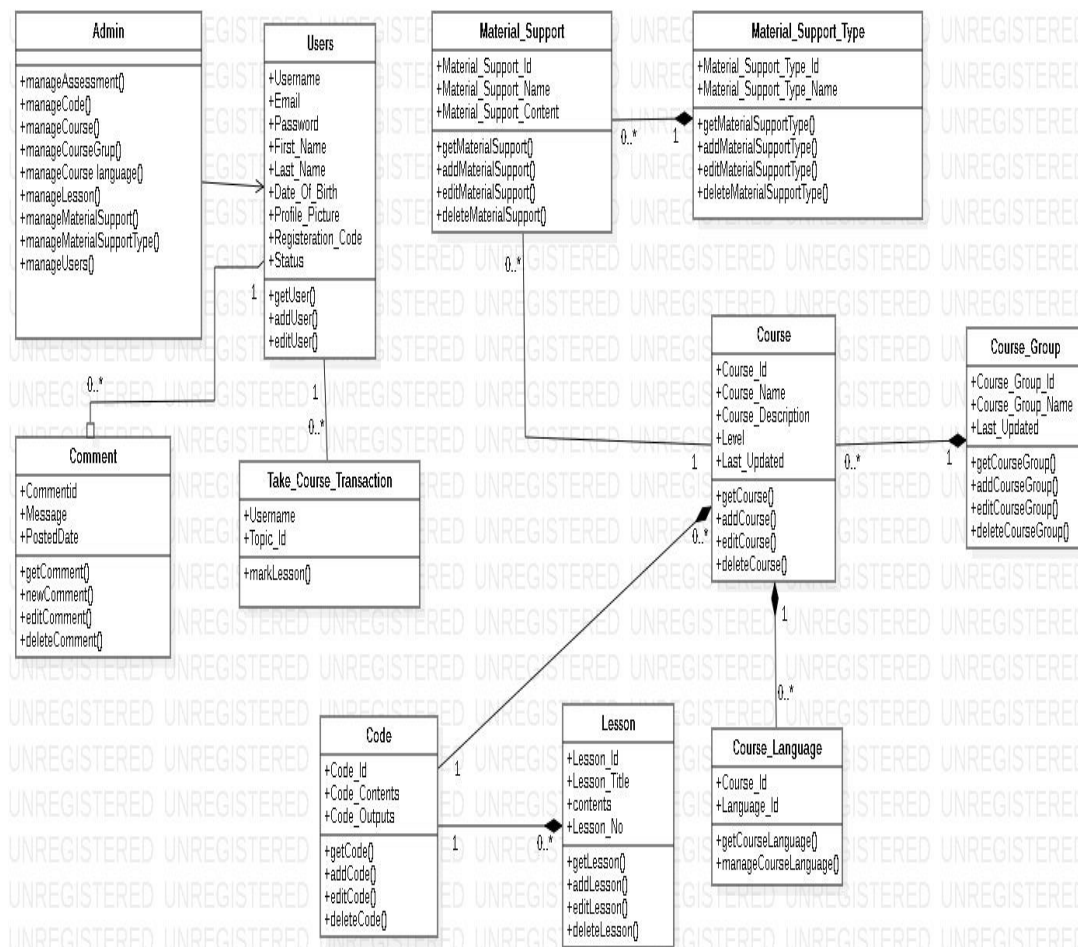 Admin
+manageAssessment()
+manageCode()
+manageCourse()
+manageCourseGrup()
+manageCourse language()
+manageLesson()
+manageMaterialSupport()
+manageMaterialSupportType()
+manageUsers()
Users
+Username
+Email
+Password
+First_Name
+Last_Name
+Date_Of_Birth
+Profile_Picture
+Registeration_Code
+Status
+getUser()
+addUser()
+editUser()
Material_Support
+Material_Support_Id
+Material_Support_Name
+Material_Support_Content
+getMaterialSupport()
+addMaterialSupport()
+editMaterialSupport()
+deleteMaterialSupport()
0..*
1
Material_Support_Type
+Material_Support_Type_Id
+Material_Support_Type_Name
+getMaterialSupportType()
+addMaterialSupportType()
+editMaterialSupportType()
+deleteMaterialSupportType()
0..*
1
1
0..*
1
0..*
Comment
+Commentid
+Message
+PostedDate
+getComment()
+newComment()
+editComment()
+deleteComment()
Take_Course_Transaction
+Username
+Topic_Id
+markLesson()
Course
+Course_Id
+Course_Name
+Course_Description
+Level
+Last_Updated
+getCourse()
+addCourse()
+editCourse()
+deleteCourse()
0..*
1
0..*
1
0..*
Course_Group
+Course_Group_Id
+Course_Group_Name
+Last_Updated
+getCourseGroup()
+addCourseGroup()
+editCourseGroup()
+deleteCourseGroup()
Code
+Code_Id
+Code_Contents
+Code_Outputs
+getCode()
+addCode()
+editCode()
+deleteCode()
1
1
0..*
Lesson
+Lesson_Id
+Lesson_Title
+contents
+Lesson_No
+getLesson()
+addLesson()
+editLesson()
+deleteLesson()
Course_Language
+Course_Id
+Language_Id
+getCourseLanguage()
+manageCourseLanguage()
UNREGISTERED